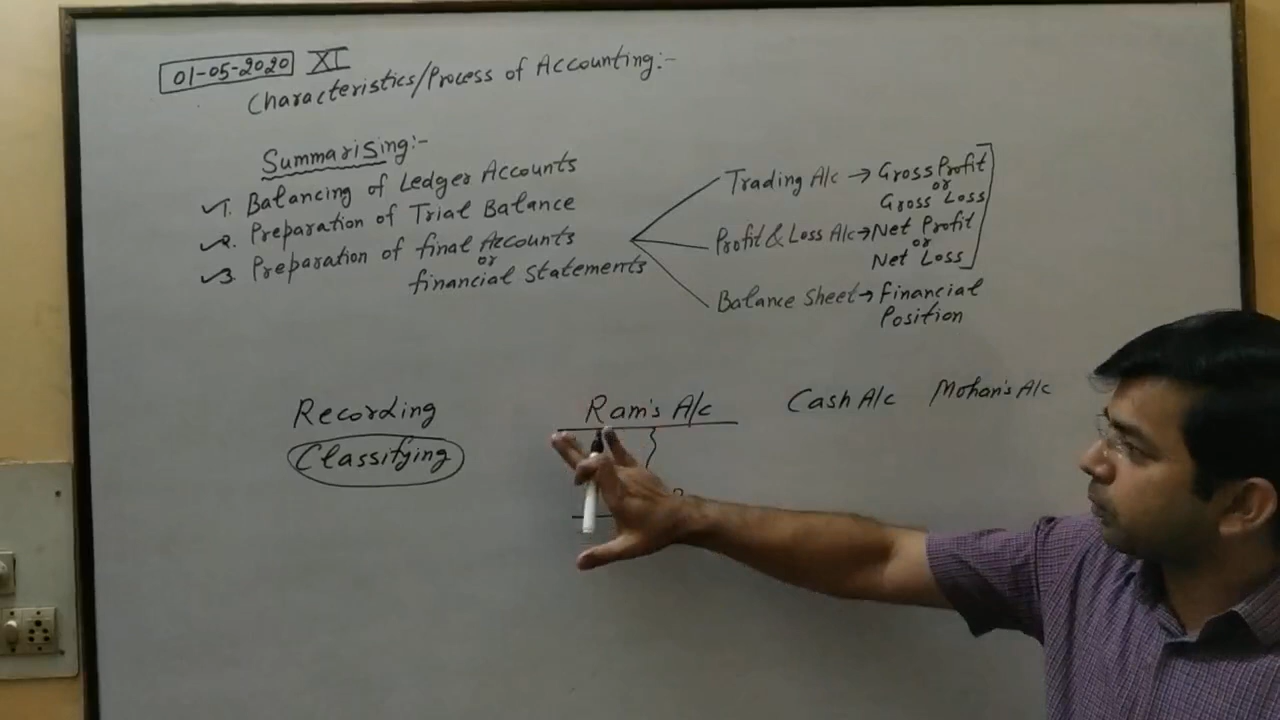 01-05-2020 XI
Characteristics/Process of Accounting:-
Summarising:-
1. Balancing of Ledger Accounts
2. Preparation of Trial Balance
3. Preparation of final Accounts
or
financial Statements
Trading A/c → Gross Profit
or
Gross Loss
Profit & Loss A/c → Net Profit
or
Net Loss
Balance Sheet → Financial
Position
Recording
Classifying
Ram's A/c
Cash A/c
Mohan's A/c